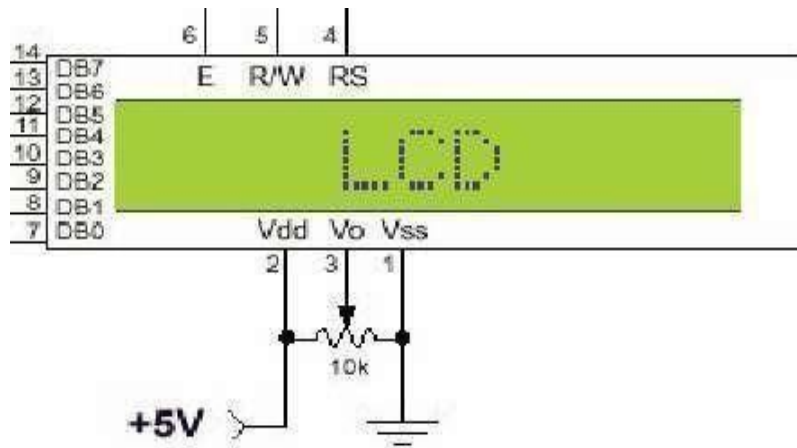 6 5 4
14 DB7 E R/W RS
13 DB6
12 DB5
11 DB4
10 DB3
9 DB2
8 DB1
7 DB0
LCD
Vdd Vo Vss
2 3 1
10k
+5V